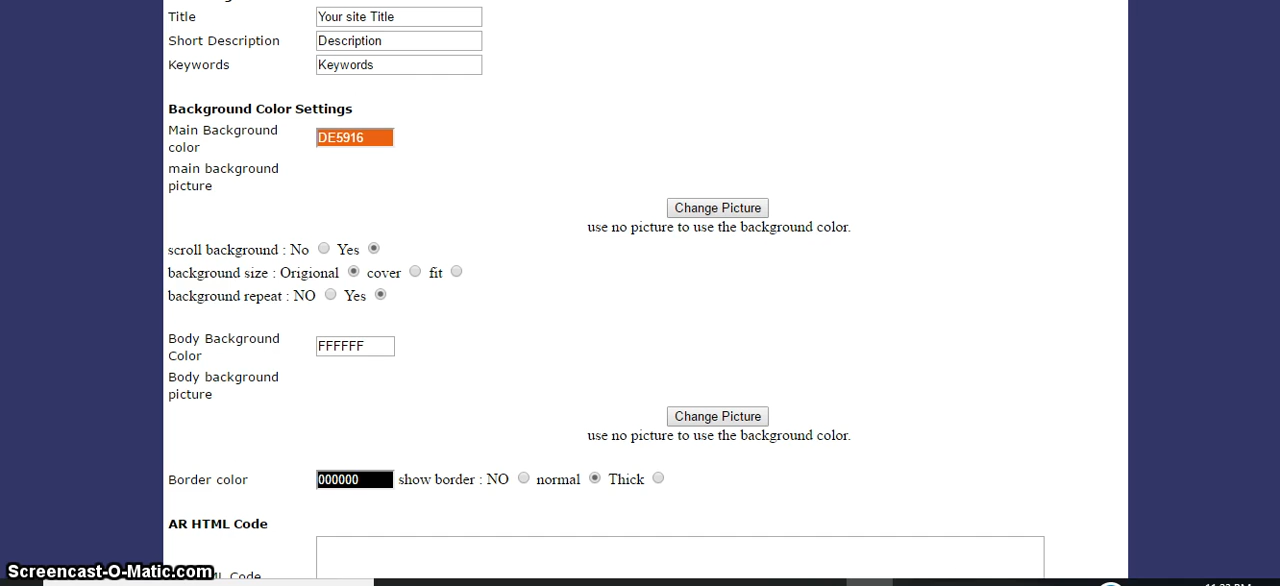 Title Your site Title
Short Description Description
Keywords Keywords
Background Color Settings
Main Background
color
DE5916
main background
picture
Change Picture
use no picture to use the background color.
scroll background : No Yes
background size : Origional cover fit
background repeat : NO Yes
Body Background
Color
FFFFFF
Body background
picture
Change Picture
use no picture to use the background color.
Border color 000000 show border : NO normal Thick
AR HTML Code
Screencast-O-Matic.com
Code